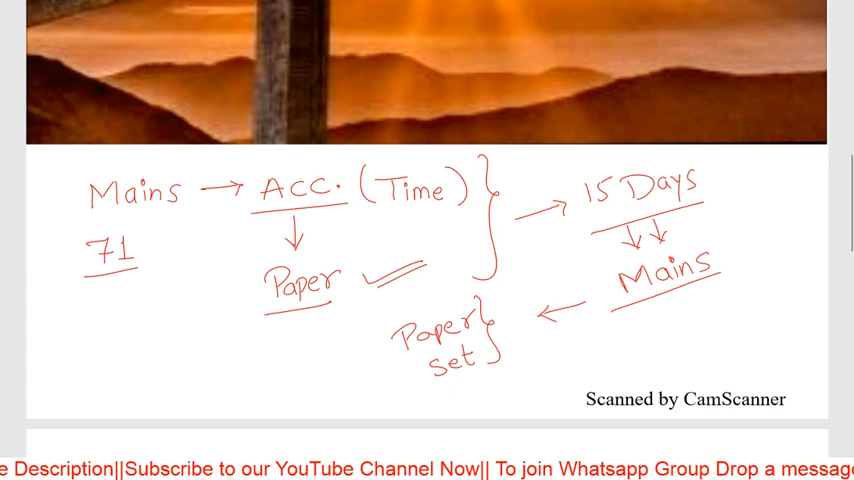 Mains → ACC. (Time) } → 15 Days
71
Paper
Mains
Paper
set
Scanned by CamScanner
e Description||Subscribe to our YouTube Channel Now|| To join Whatsapp Group Drop a message